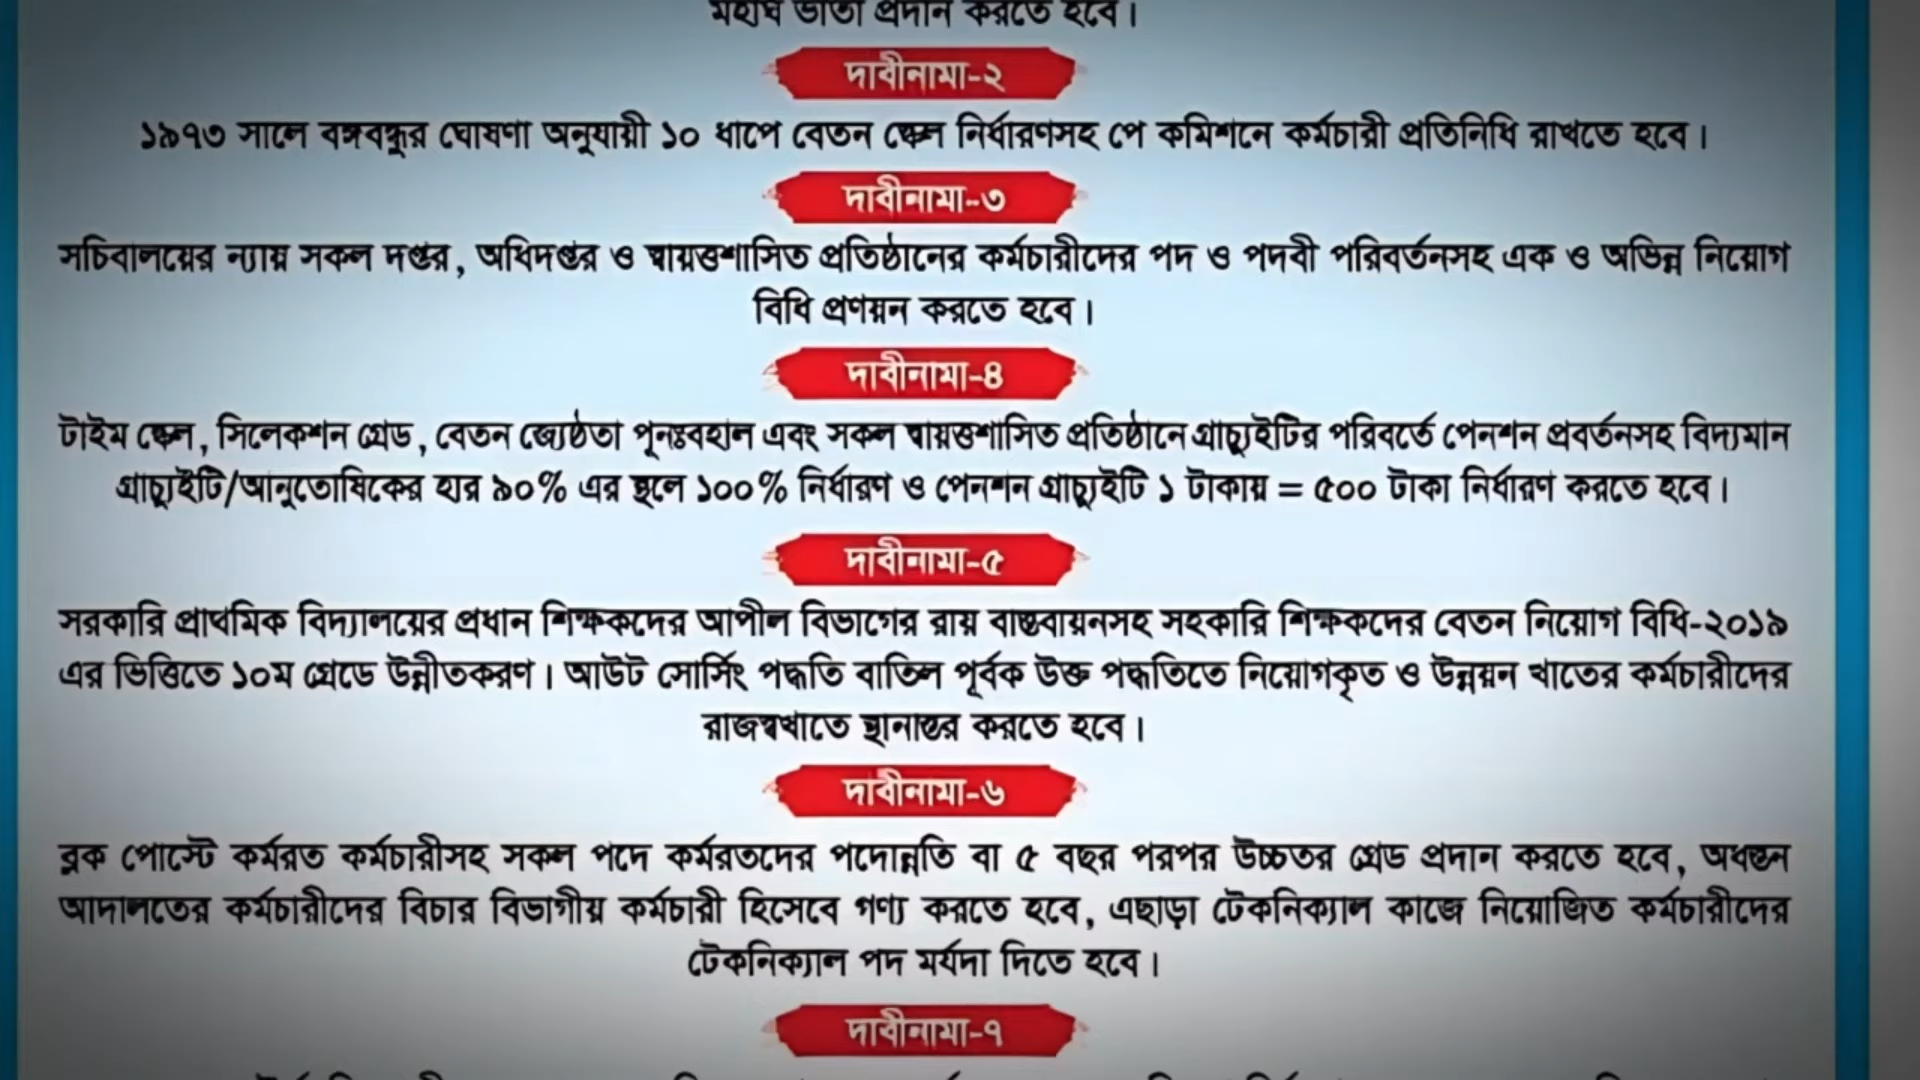 মহার্ঘ ভাতা প্রদান করতে হবে।
দাবীনামা-২
১৯৭৩ সালে বঙ্গবন্ধুর ঘোষণা অনুযায়ী ১০ ধাপে বেতন স্কেল নির্ধারণসহ পে কমিশনে কর্মচারী প্রতিনিধি রাখতে হবে।
দাবীনামা-৩
সচিবালয়ের ন্যায় সকল দপ্তর, অধিদপ্তর ও স্বায়ত্তশাসিত প্রতিষ্ঠানের কর্মচারীদের পদ ও পদবী পরিবর্তনসহ এক ও অভিন্ন নিয়োগ
বিধি প্রণয়ন করতে হবে।
দাবীনামা-৪
টাইম স্কেল, সিলেকশন গ্রেড, বেতন জ্যেষ্ঠতা পূনঃবহাল এবং সকল স্বায়ত্তশাসিত প্রতিষ্ঠানে গ্রাচ্যুইটির পরিবর্তে পেনশন প্রবর্তনসহ বিদ্যমান
গ্রাচ্যুইটি/আনুতোষিকের হার ৯০% এর স্থলে ১০০% নির্ধারণ ও পেনশন গ্রাচ্যুইটি ১ টাকায় = ৫০০ টাকা নির্ধারণ করতে হবে।
দাবীনামা-৫
সরকারি প্রাথমিক বিদ্যালয়ের প্রধান শিক্ষকদের আপীল বিভাগের রায় বাস্তবায়নসহ সহকারি শিক্ষকদের বেতন নিয়োগ বিধি-২০১৯
এর ভিত্তিতে ১০ম গ্রেডে উন্নীতকরণ। আউট সোর্সিং পদ্ধতি বাতিল পূর্বক উক্ত পদ্ধতিতে নিয়োগকৃত ও উন্নয়ন খাতের কর্মচারীদের
রাজস্বখাতে স্থানান্তর করতে হবে।
দাবীনামা-৬
ব্লক পোস্টে কর্মরত কর্মচারীসহ সকল পদে কর্মরতদের পদোন্নতি বা ৫ বছর পরপর উচ্চতর গ্রেড প্রদান করতে হবে, অধস্তন
আদালতের কর্মচারীদের বিচার বিভাগীয় কর্মচারী হিসেবে গণ্য করতে হবে, এছাড়া টেকনিক্যাল কাজে নিয়োজিত কর্মচারীদের
টেকনিক্যাল পদ মর্যদা দিতে হবে।
দাবীনামা-৭